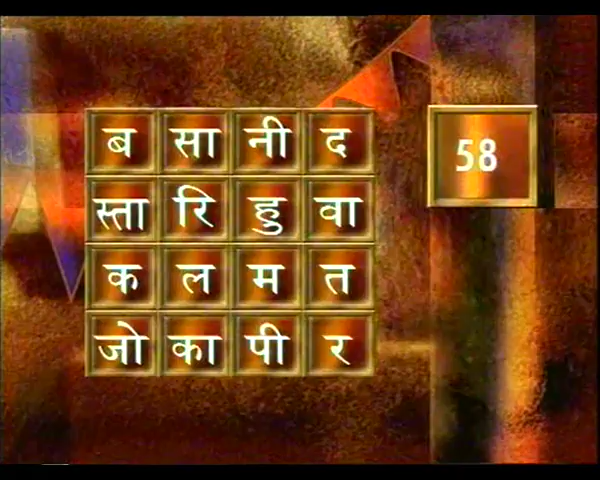 ब सा नी द
58
स्ता रि हु वा
क ल म त
जो का पी र